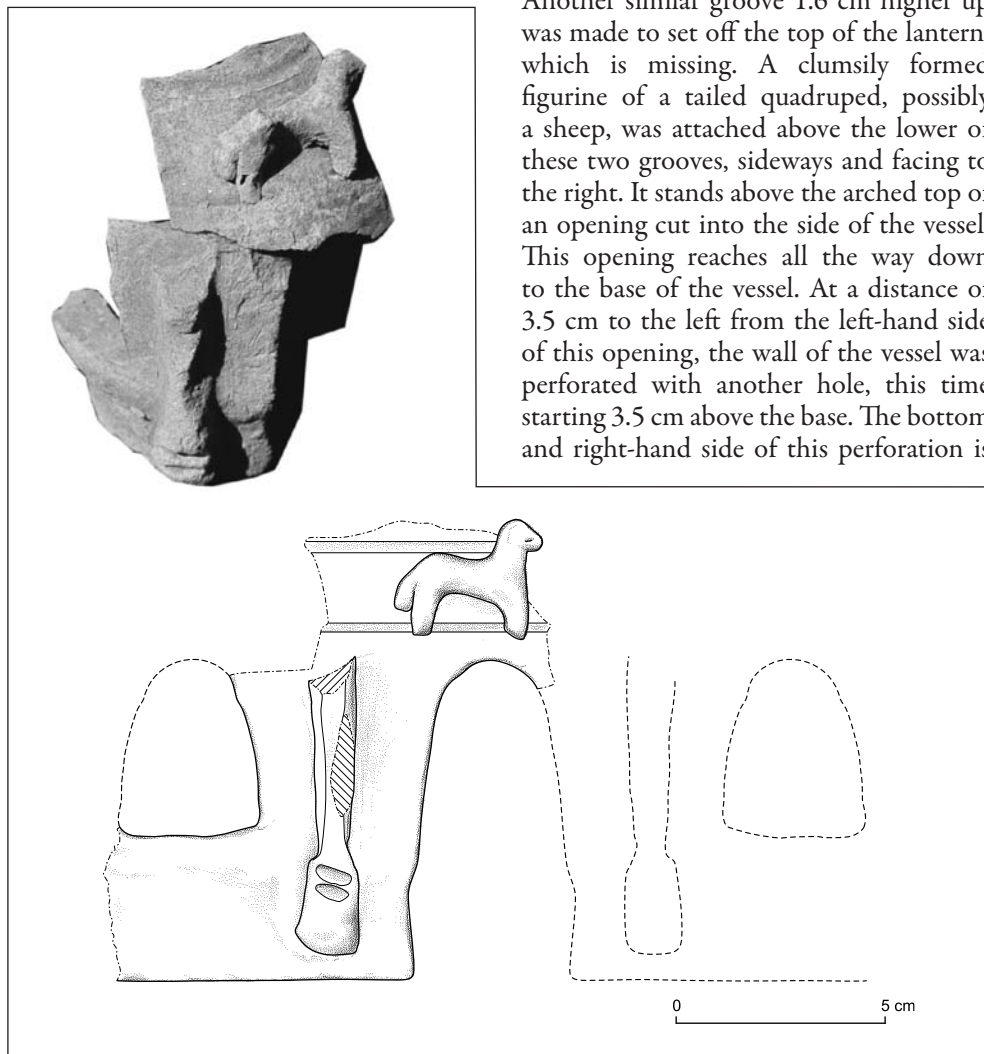 Another similar groove 1.6 cm higher up
was made to set off the top of the lantern
which is missing. A clumsily formed
figurine of a tailed quadruped, possibly
a sheep, was attached above the lower of
these two grooves, sideways and facing to
the right. It stands above the arched top of
an opening cut into the side of the vessel.
This opening reaches all the way down
to the base of the vessel. At a distance of
3.5 cm to the left from the left-hand side
of this opening, the wall of the vessel was
perforated with another hole, this time
starting 3.5 cm above the base. The bottom
and right-hand side of this perforation is
0 5 cm